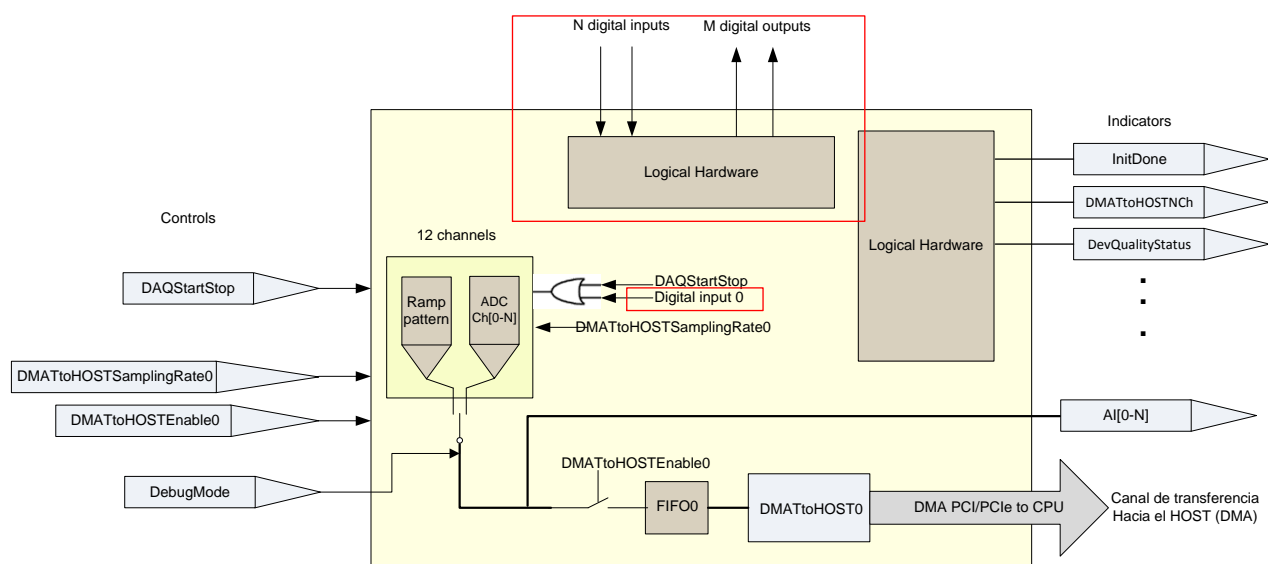 N digital inputs
M digital outputs
Logical Hardware
Indicators
InitDone
DMATtoHOSTNCh
DevQualityStatus
Logical Hardware
Controls
12 channels
DAQStartStop
Ramp
pattern
ADC
Ch[0-N]
DAQStartStop
Digital input 0
DMATtoHOSTSamplingRate0
DMATtoHOSTSamplingRate0
DMATtoHOSTEnable0
AI[0-N]
DebugMode
DMATtoHOSTEnable0
FIFO0
DMATtoHOST0
DMA PCI/PCIe to CPU
Canal de transferencia
Hacia el HOST (DMA)